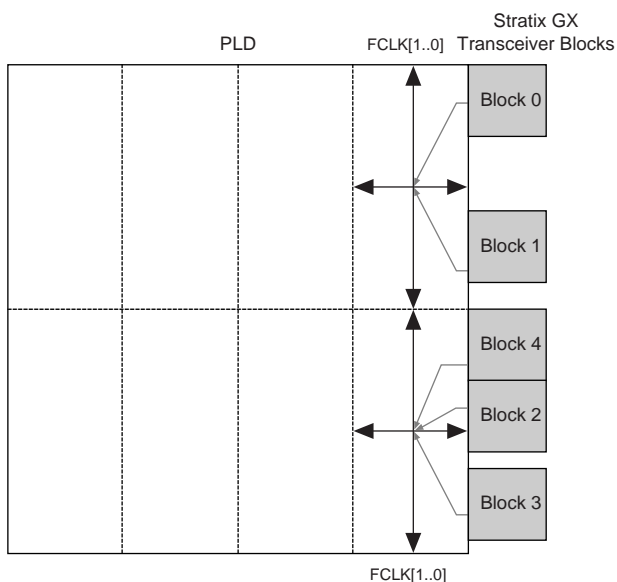 PLD
FCLK[1..0]
Stratix GX
Transceiver Blocks
Block 0
Block 1
Block 4
Block 2
Block 3
FCLK[1..0]